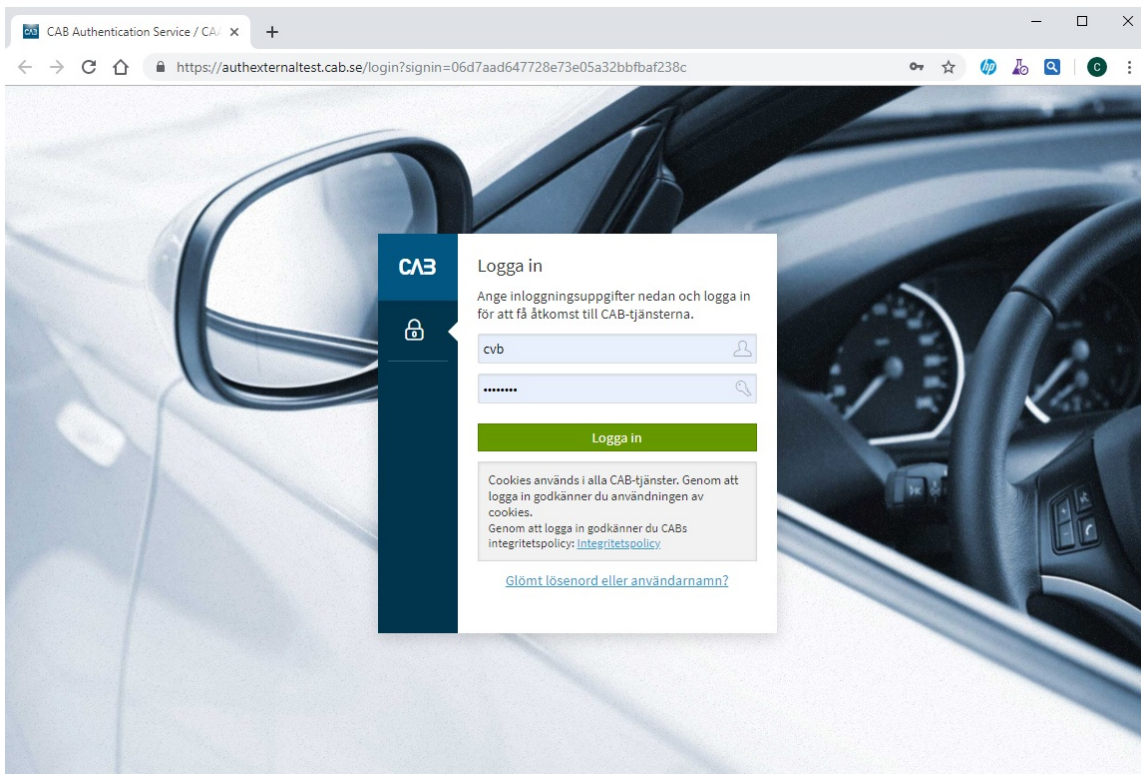 CAB Authentication Service / CA
https://authexternaltest.cab.se/login?signin=06d7aad647728e73e05a32bbfbaf238c
C
CAB
Logga in
Ange inloggningsuppgifter nedan och logga in
för att få åtkomst till CAB-tjänsterna.
cvb
••••••••
Logga in
Cookies används i alla CAB-tjänster. Genom att
logga in godkänner du användningen av
cookies.
Genom att logga in godkänner du CABs
integritetspolicy: Integritetspolicy
Glömt lösenord eller användarnamn?